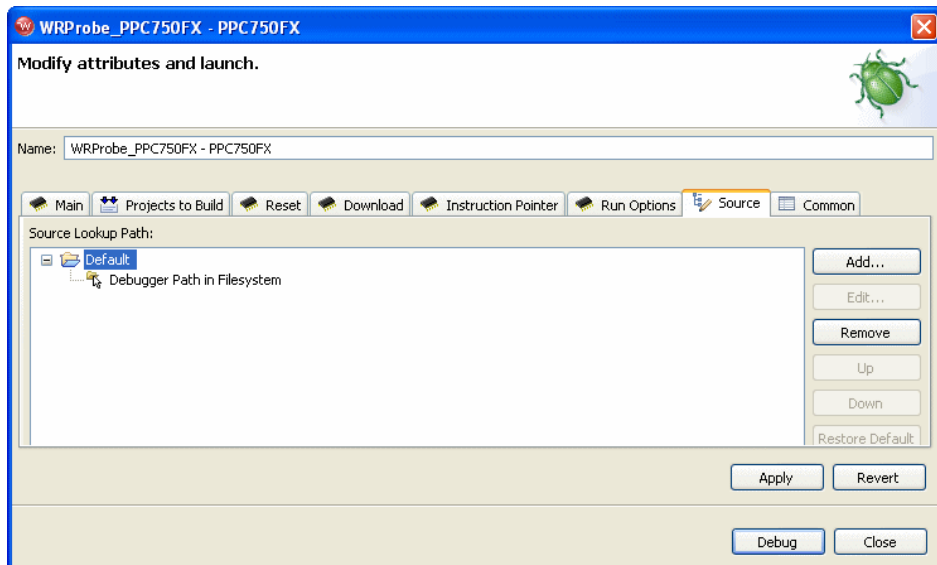 WRProbe_PPC750FX - PPC750FX
Modify attributes and launch.
Name: WRProbe_PPC750FX - PPC750FX
Main Projects to Build Reset Download Instruction Pointer Run Options Source Common
Source Lookup Path:
Default
Debugger Path in Filesystem
Add...
Edit...
Remove
Up
Down
Restore Default
Apply Revert
Debug Close